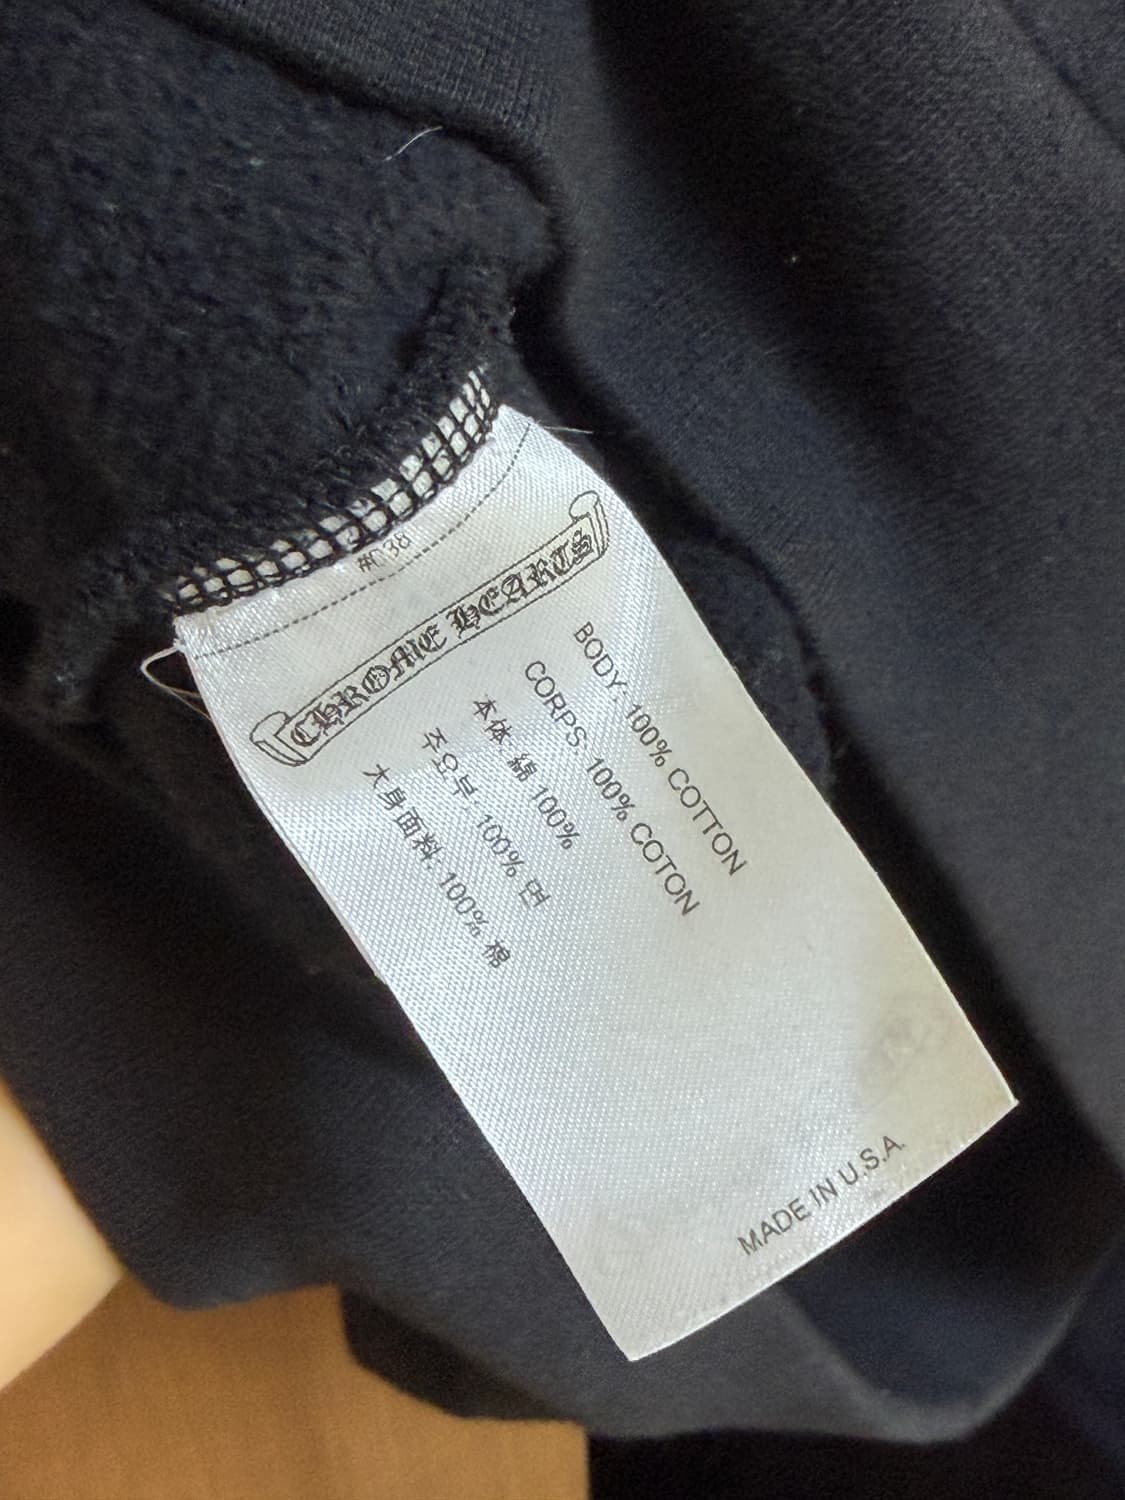 #C38
CHROME HEARTS
BODY: 100% COTTON
CORPS: 100% COTON
本体: 綿 100%
주요부: 100% 면
大身面料: 100% 棉
MADE IN U.S.A.